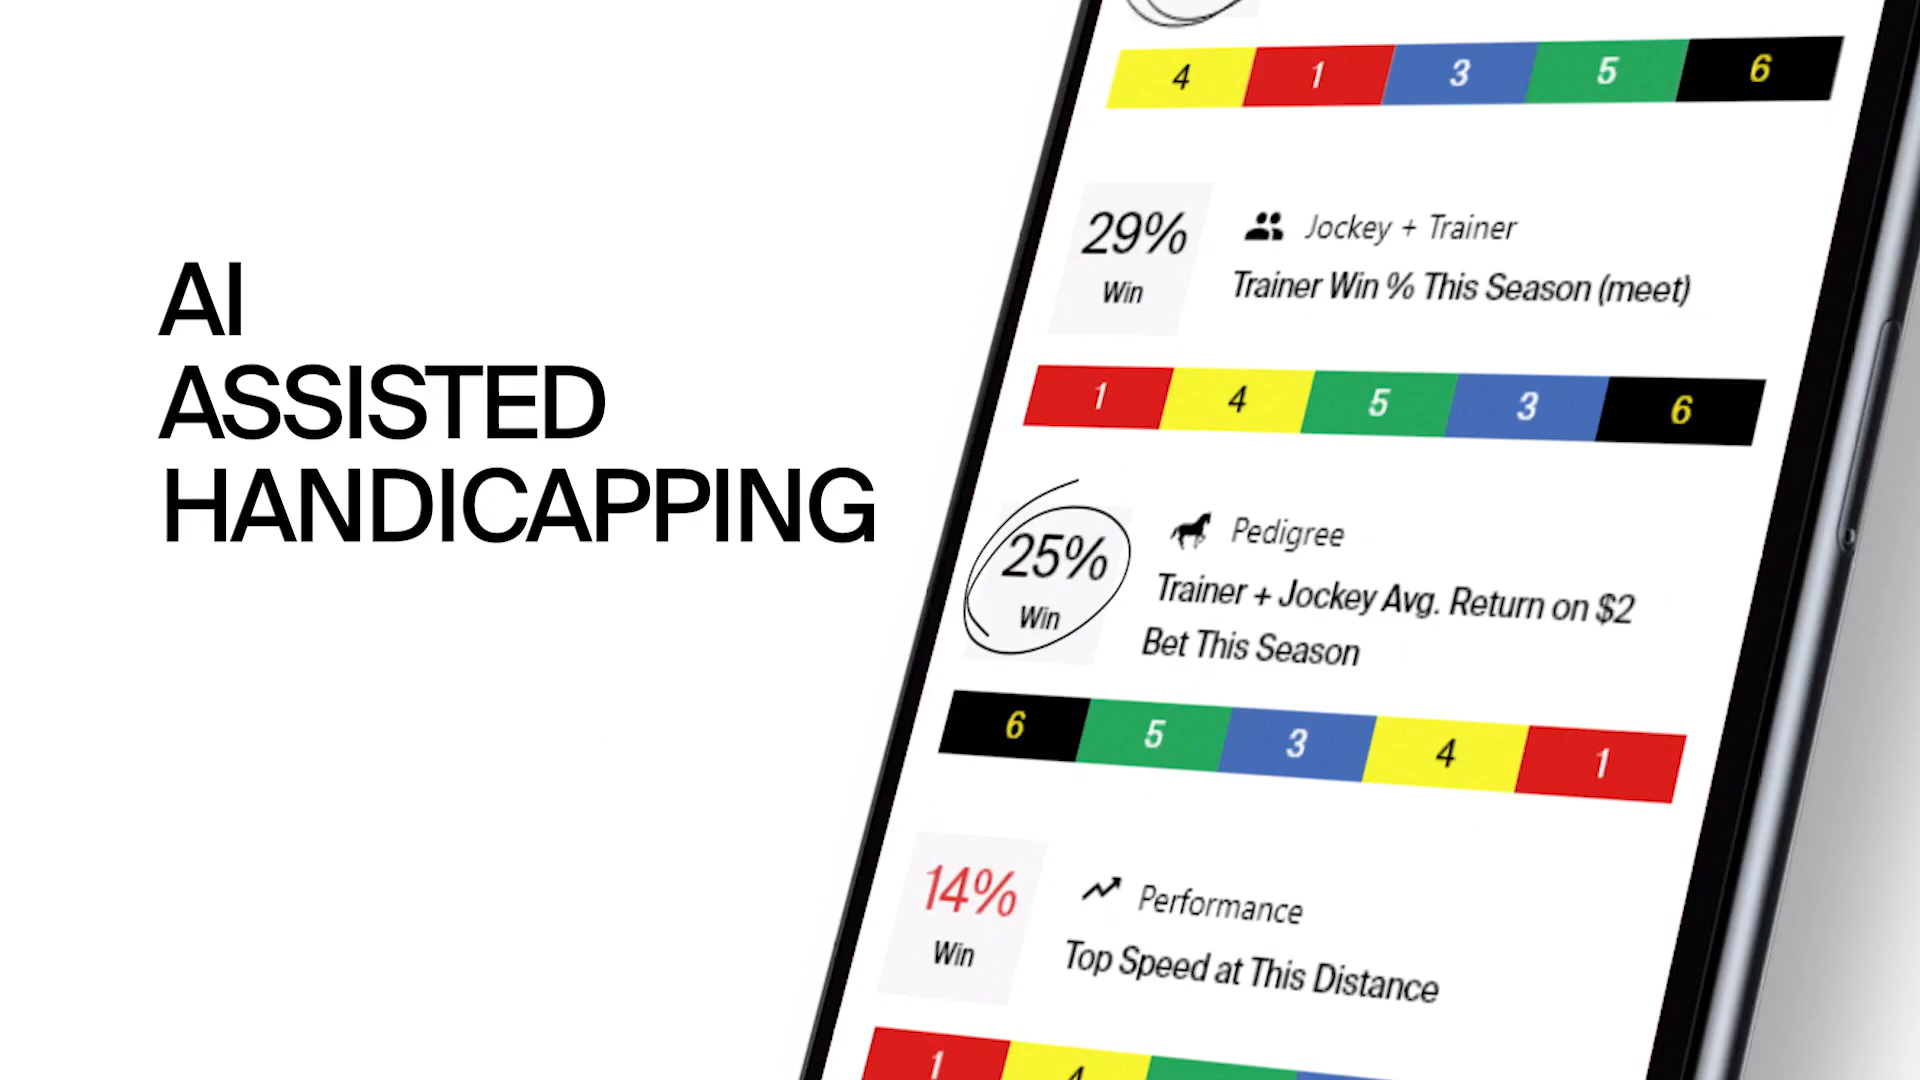 AI
ASSISTED
HANDICAPPING
4 1 3 5 6
29%
Win
Jockey + Trainer
Trainer Win % This Season (meet)
1 4 5 3 6
25%
Win
Pedigree
Trainer + Jockey Avg. Return on $2
Bet This Season
6 5 3 4 1
14%
Win
Performance
Top Speed at This Distance
1 4